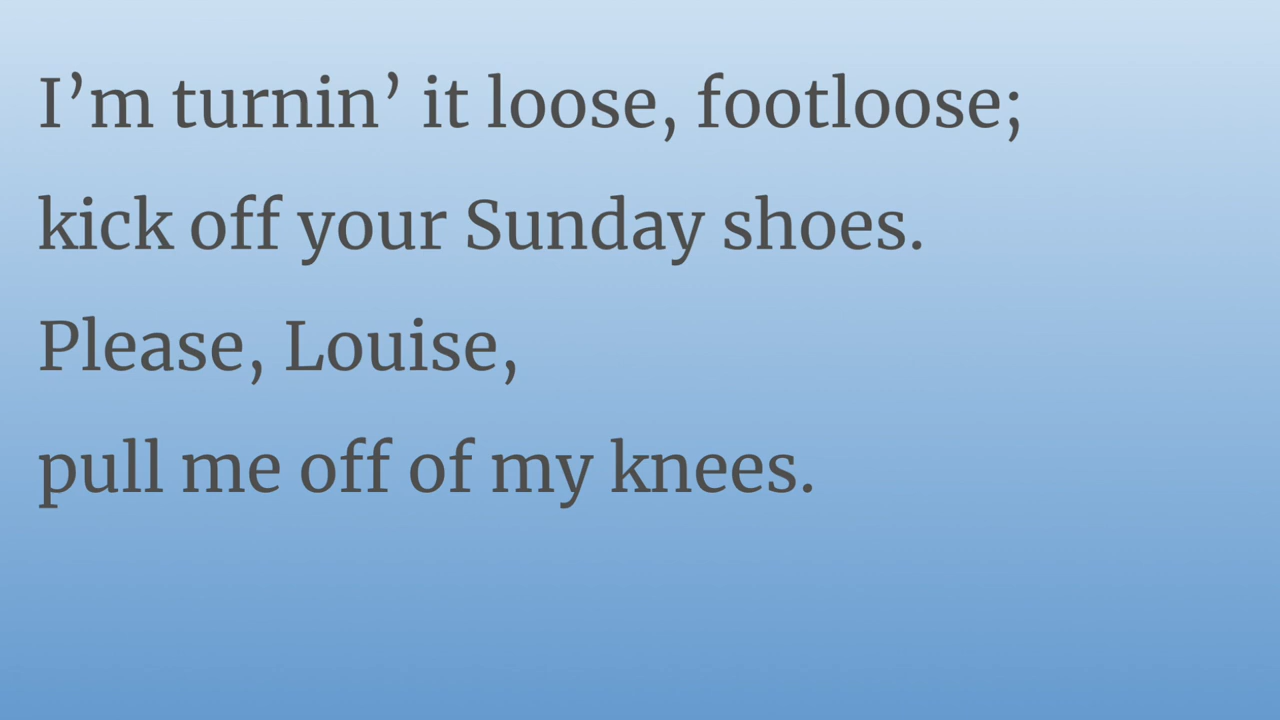 I’m turnin’ it loose, footloose;
kick off your Sunday shoes.
Please, Louise,
pull me off of my knees.